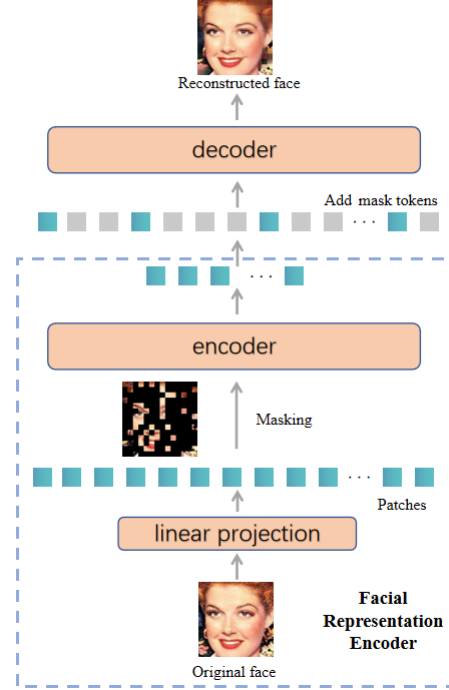 Reconstructed face
decoder
Add mask tokens
...
...
encoder
Masking
...
Patches
linear projection
Facial
Representation
Encoder
Original face